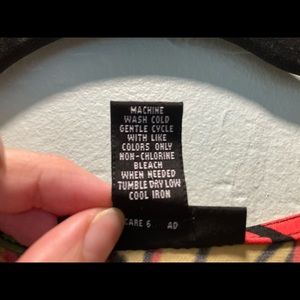 MACHINE
WASH COLD
GENTLE CYCLE
WITH LIKE
COLORS ONLY
NON-CHLORINE
BLEACH
WHEN NEEDED
TUMBLE DRY LOW
COOL IRON
CARE 6 AD